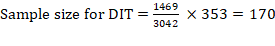 Sample size for DIT = 1469/3042 × 353 = 170